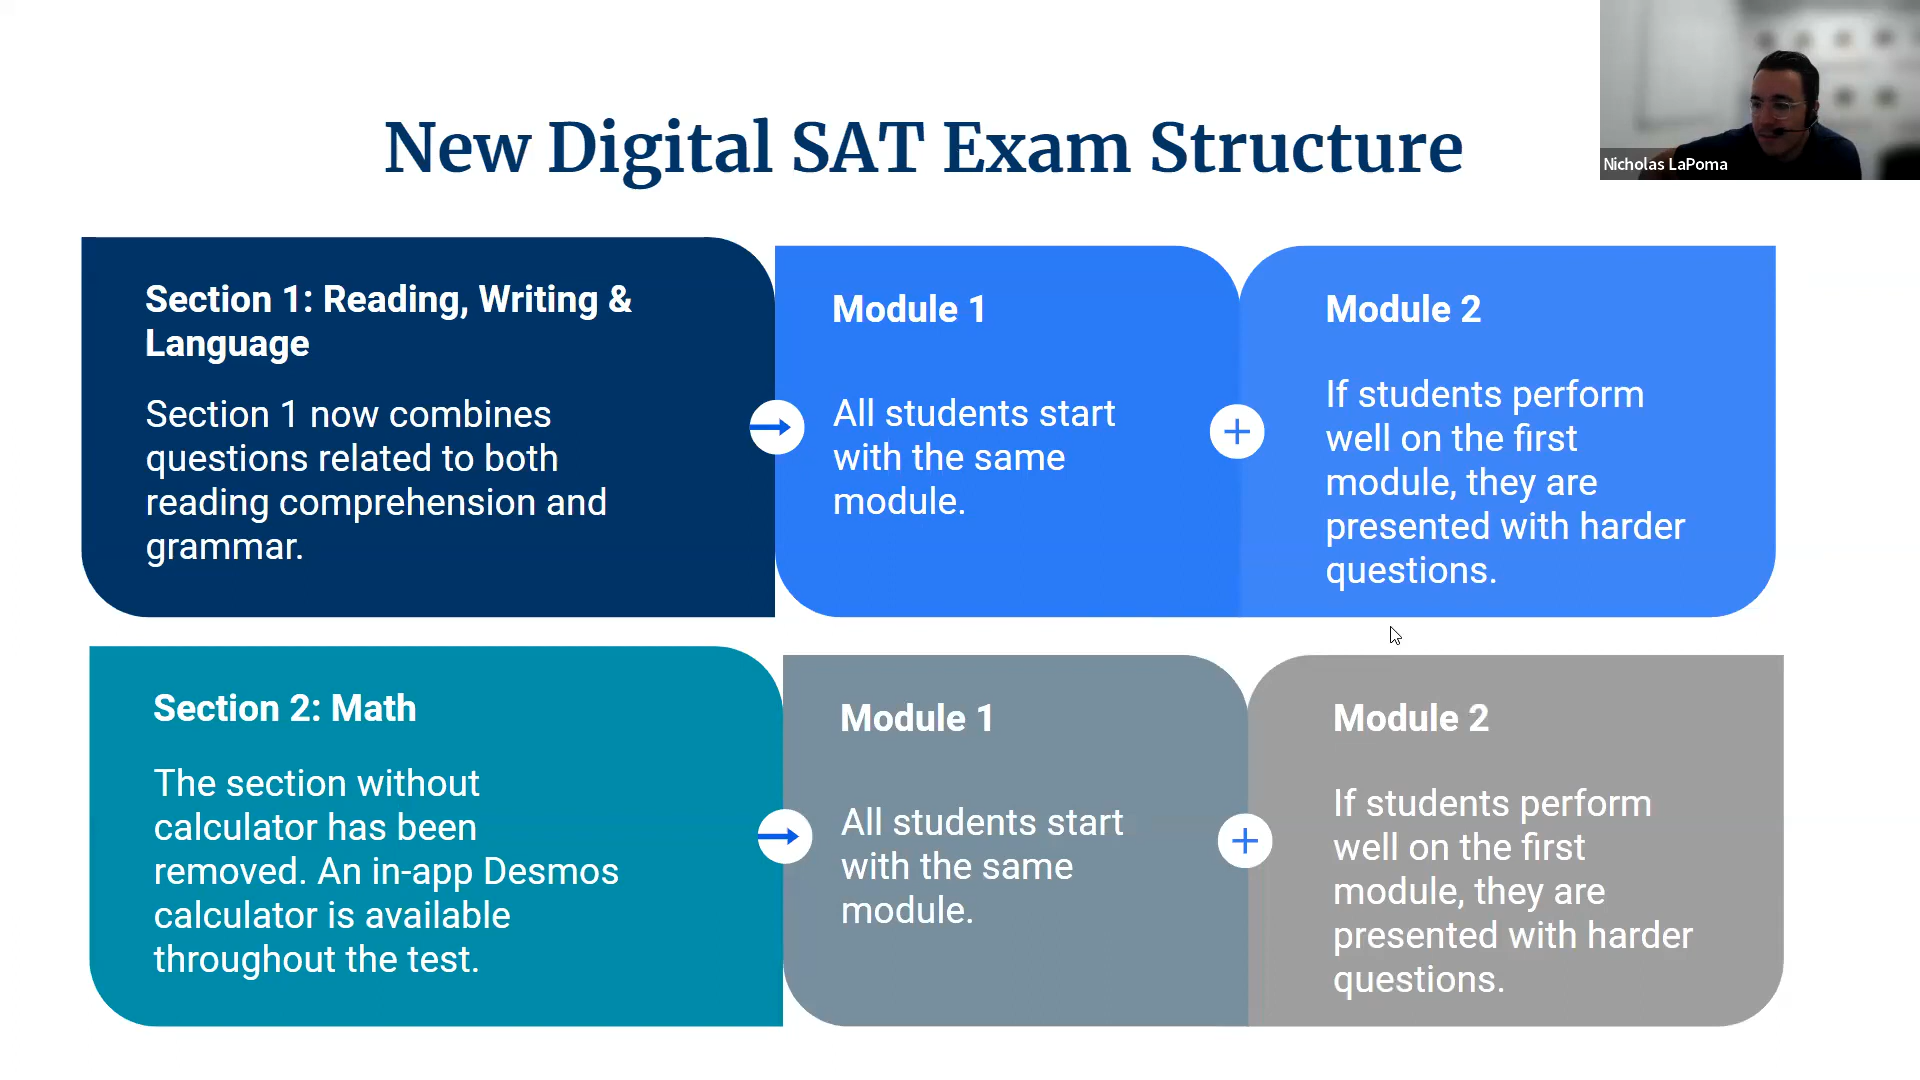 New Digital SAT Exam Structure
Nicholas LaPoma
Section 1: Reading, Writing &
Language
Section 1 now combines
questions related to both
reading comprehension and
grammar.
Module 1
All students start
with the same
module.
Module 2
If students perform
well on the first
module, they are
presented with harder
questions.
Section 2: Math
The section without
calculator has been
removed. An in-app Desmos
calculator is available
throughout the test.
Module 1
All students start
with the same
module.
Module 2
If students perform
well on the first
module, they are
presented with harder
questions.